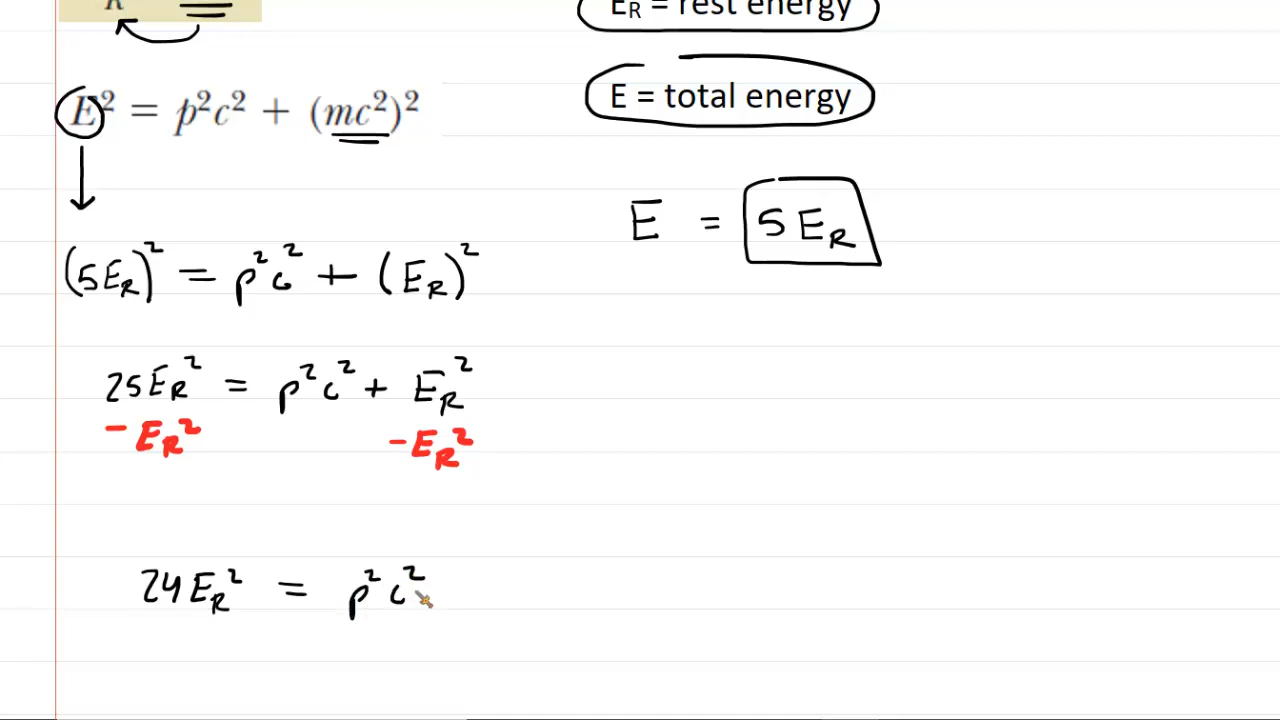 R
E_R = rest energy
E² = p²c² + (mc²)²
E = total energy
E = 5E_R
(5E_R)² = p²c² + (E_R)²
25E_R² = p²c² + E_R²
-E_R² -E_R²
24E_R² = p²c²